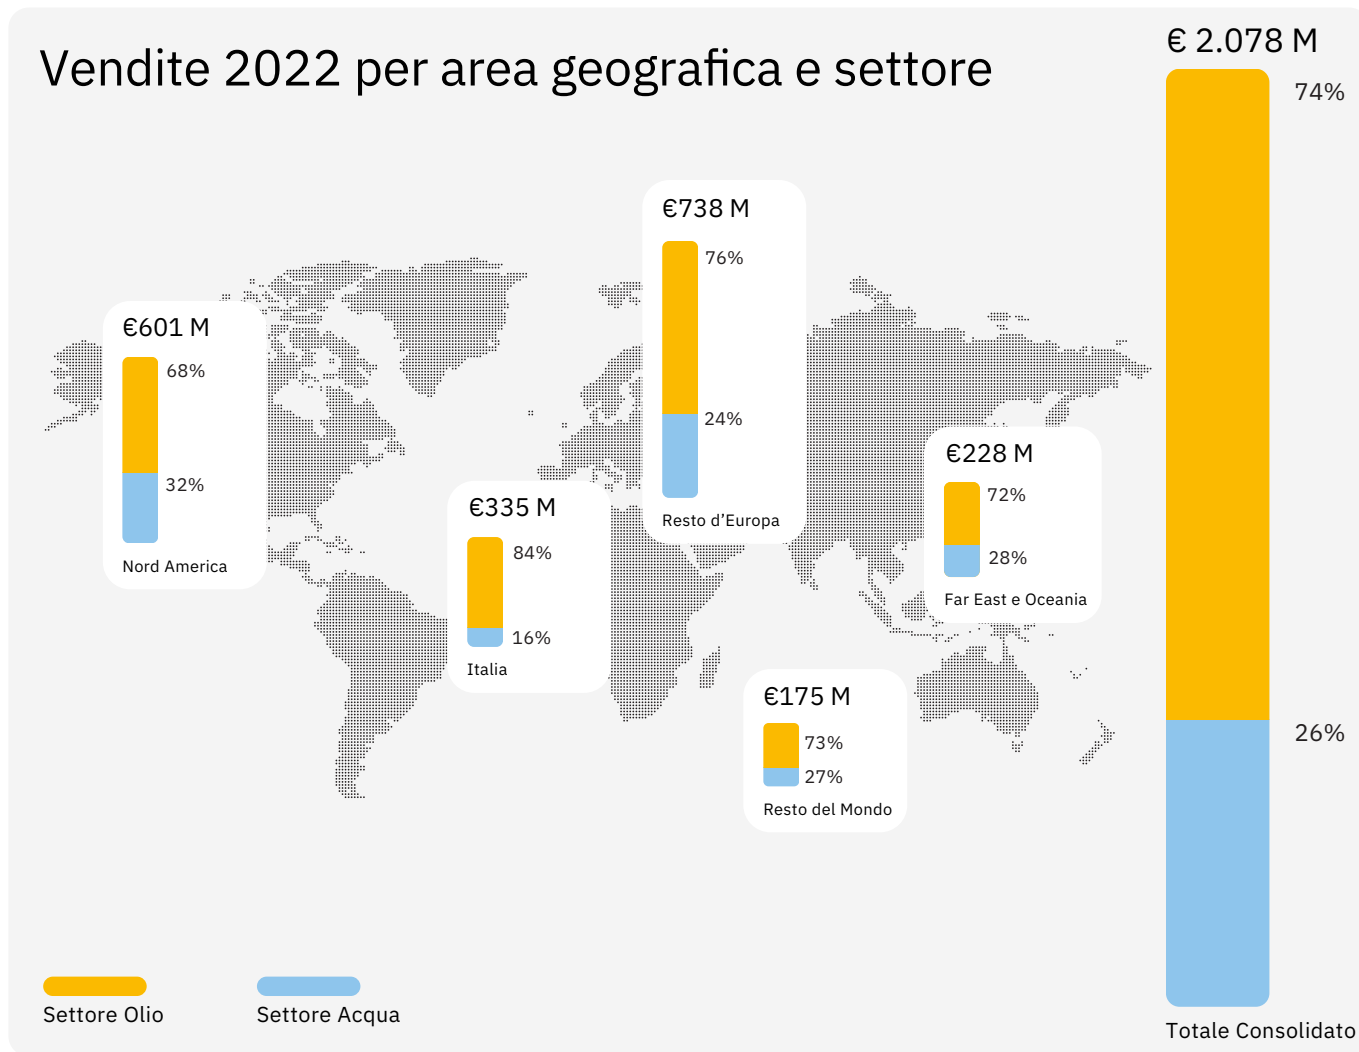 Vendite 2022 per area geografica e settore
€ 2.078 M
74%
26%
Totale Consolidato
€601 M
68%
32%
Nord America
€335 M
84%
16%
Italia
€738 M
76%
24%
Resto d’Europa
€228 M
72%
28%
Far East e Oceania
€175 M
73%
27%
Resto del Mondo
Settore Olio
Settore Acqua